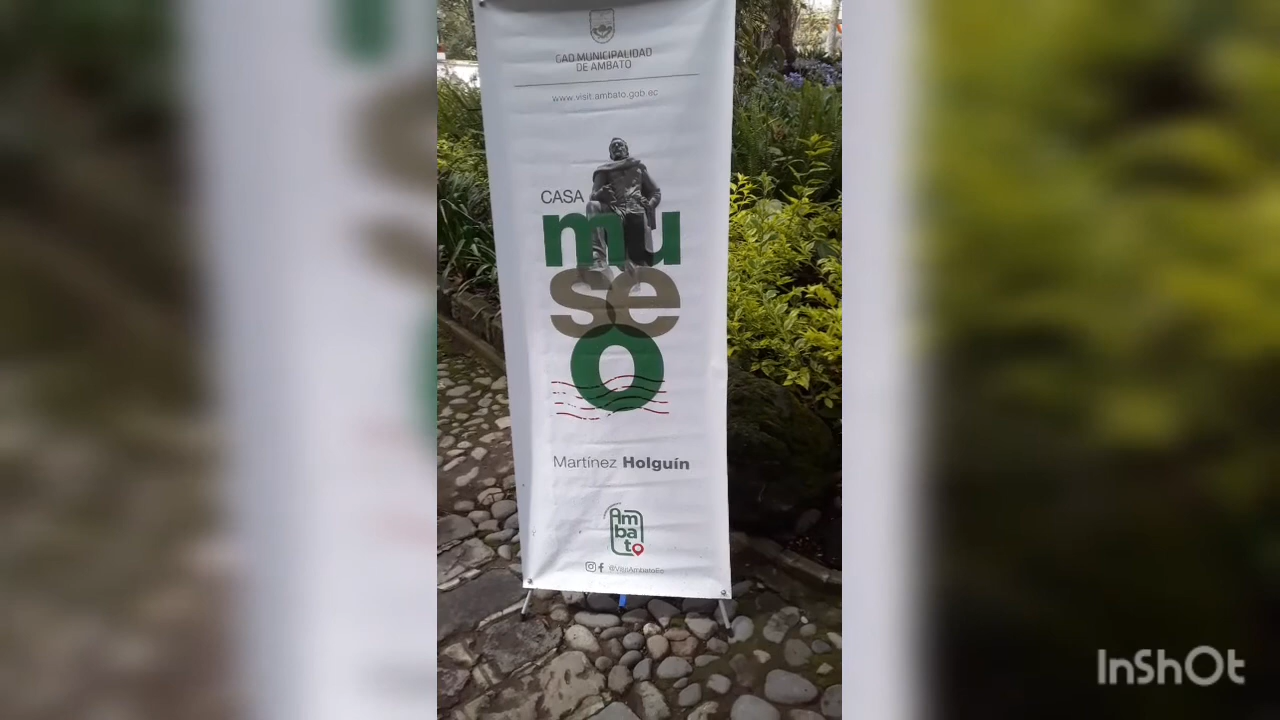 GAD MUNICIPALIDAD
DE AMBATO
www.visit.ambato.gob.ec
CASA
mu
se
o
Martínez Holguín
Am
ba
to
@VisitAmbatoEc
InShOt